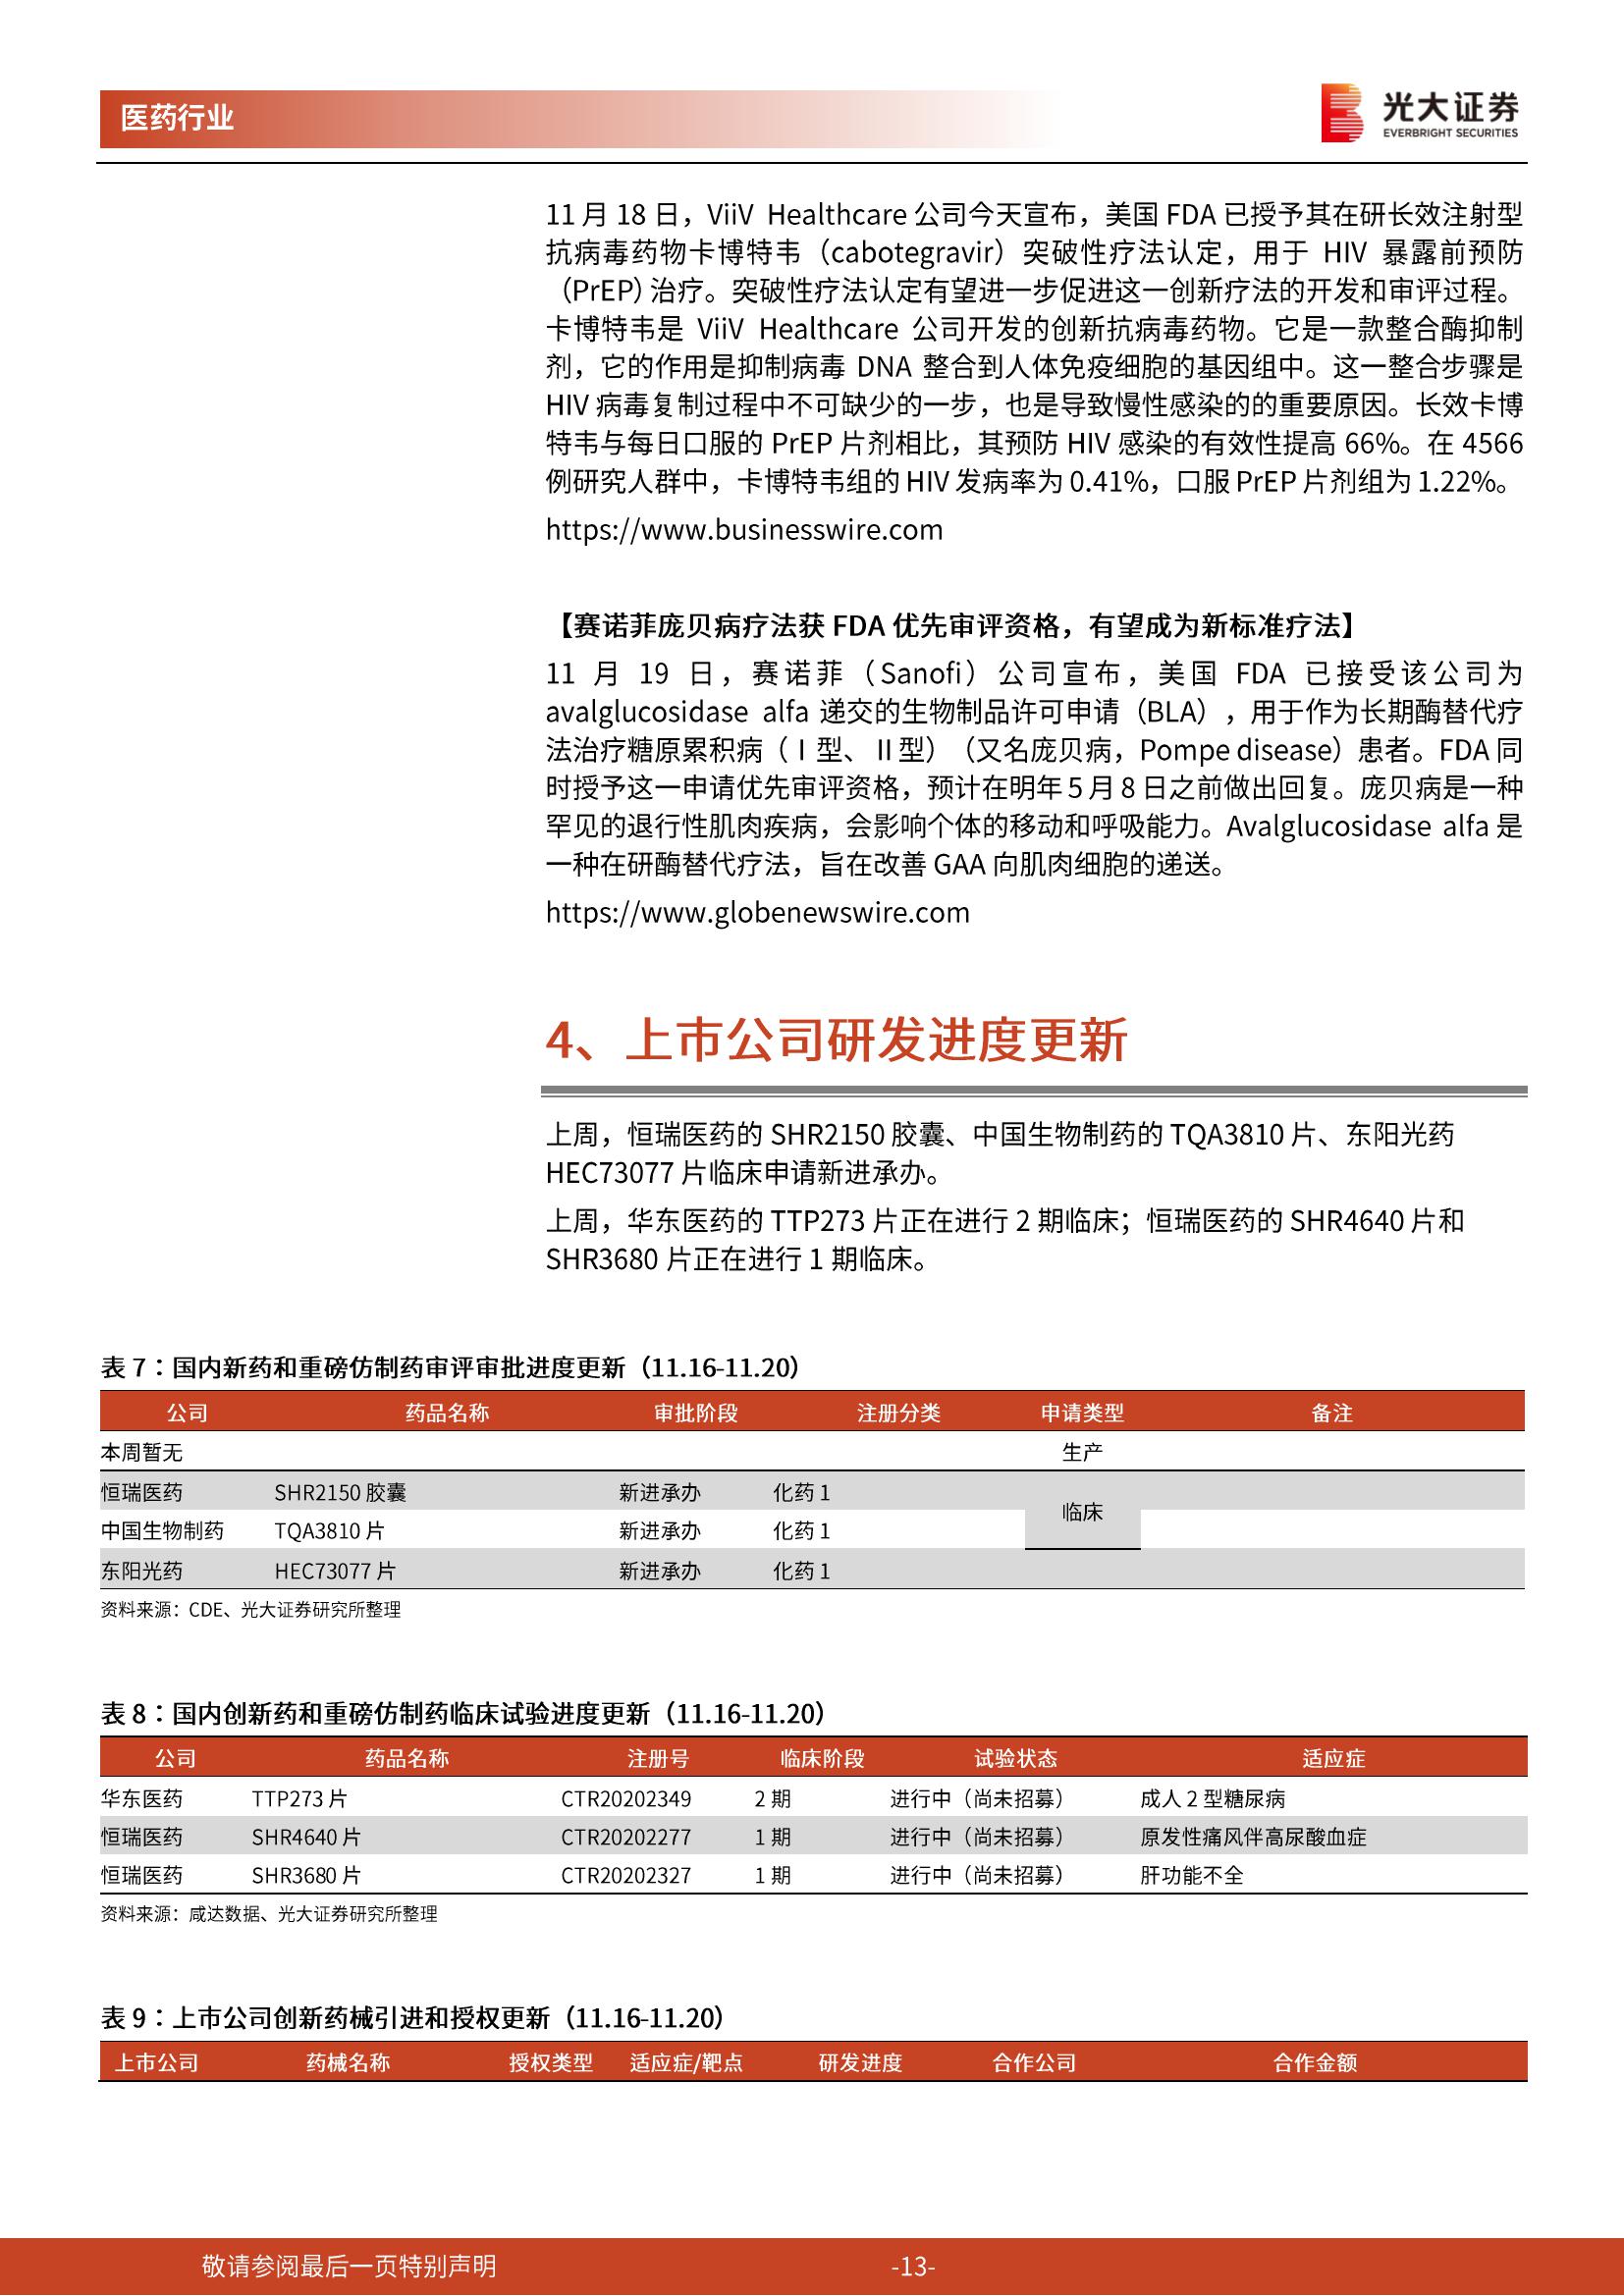 医药行业
光大证券
EVERBRIGHT SECURITIES
11 月 18 日，ViiV Healthcare 公司今天宣布，美国 FDA 已授予其在研长效注射型
抗病毒药物卡博特韦（cabotegravir）突破性疗法认定，用于 HIV 暴露前预防
（PrEP）治疗。突破性疗法认定有望进一步促进这一创新疗法的开发和审评过程。
卡博特韦是 ViiV Healthcare 公司开发的创新抗病毒药物。它是一款整合酶抑制
剂，它的作用是抑制病毒 DNA 整合到人体免疫细胞的基因组中。这一整合步骤是
HIV 病毒复制过程中不可缺少的一步，也是导致慢性感染的的重要原因。长效卡博
特韦与每日口服的 PrEP 片剂相比，其预防 HIV 感染的有效性提高 66%。在 4566
例研究人群中，卡博特韦组的 HIV 发病率为 0.41%，口服 PrEP 片剂组为 1.22%。
https://www.businesswire.com
【赛诺菲庞贝病疗法获 FDA 优先审评资格，有望成为新标准疗法】
11 月 19 日，赛诺菲（Sanofi）公司宣布，美国 FDA 已接受该公司为
avalglucosidase alfa 递交的生物制品许可申请（BLA），用于作为长期酶替代疗
法治疗糖原累积病（Ⅰ型、Ⅱ型）（又名庞贝病，Pompe disease）患者。FDA 同
时授予这一申请优先审评资格，预计在明年 5 月 8 日之前做出回复。庞贝病是一种
罕见的退行性肌肉疾病，会影响个体的移动和呼吸能力。Avalglucosidase alfa 是
一种在研酶替代疗法，旨在改善 GAA 向肌肉细胞的递送。
https://www.globenewswire.com
4、上市公司研发进度更新
上周，恒瑞医药的 SHR2150 胶囊、中国生物制药的 TQA3810 片、东阳光药
HEC73077 片临床申请新进承办。
上周，华东医药的 TTP273 片正在进行 2 期临床；恒瑞医药的 SHR4640 片和
SHR3680 片正在进行 1 期临床。
表 7：国内新药和重磅仿制药审评审批进度更新（11.16-11.20）
公司 药品名称 审批阶段 注册分类 申请类型 备注
本周暂无 生产
恒瑞医药 SHR2150 胶囊 新进承办 化药 1
临床
中国生物制药 TQA3810 片 新进承办 化药 1
东阳光药 HEC73077 片 新进承办 化药 1
资料来源：CDE、光大证券研究所整理
表 8：国内创新药和重磅仿制药临床试验进度更新（11.16-11.20）
公司 药品名称 注册号 临床阶段 试验状态 适应症
华东医药 TTP273 片 CTR20202349 2 期 进行中（尚未招募） 成人 2 型糖尿病
恒瑞医药 SHR4640 片 CTR20202277 1 期 进行中（尚未招募） 原发性痛风伴高尿酸血症
恒瑞医药 SHR3680 片 CTR20202327 1 期 进行中（尚未招募） 肝功能不全
资料来源：咸达数据、光大证券研究所整理
表 9：上市公司创新药械引进和授权更新（11.16-11.20）
上市公司 药械名称 授权类型 适应症/靶点 研发进度 合作公司 合作金额
敬请参阅最后一页特别声明 -13-